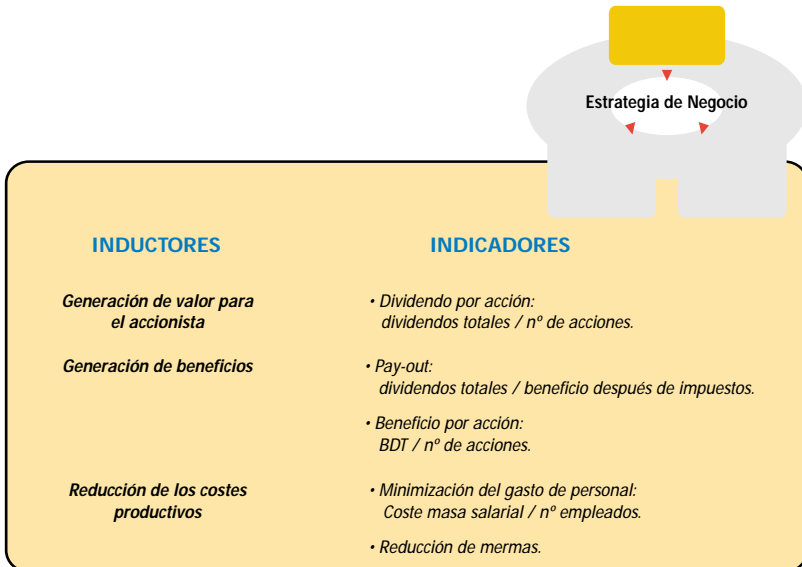 Estrategia de Negocio
INDUCTORES
INDICADORES
Generación de valor para
el accionista
• Dividendo por acción:
dividendos totales / nº de acciones.
Generación de beneficios
• Pay-out:
dividendos totales / beneficio después de impuestos.
• Beneficio por acción:
BDT / nº de acciones.
Reducción de los costes
productivos
• Minimización del gasto de personal:
Coste masa salarial / nº empleados.
• Reducción de mermas.